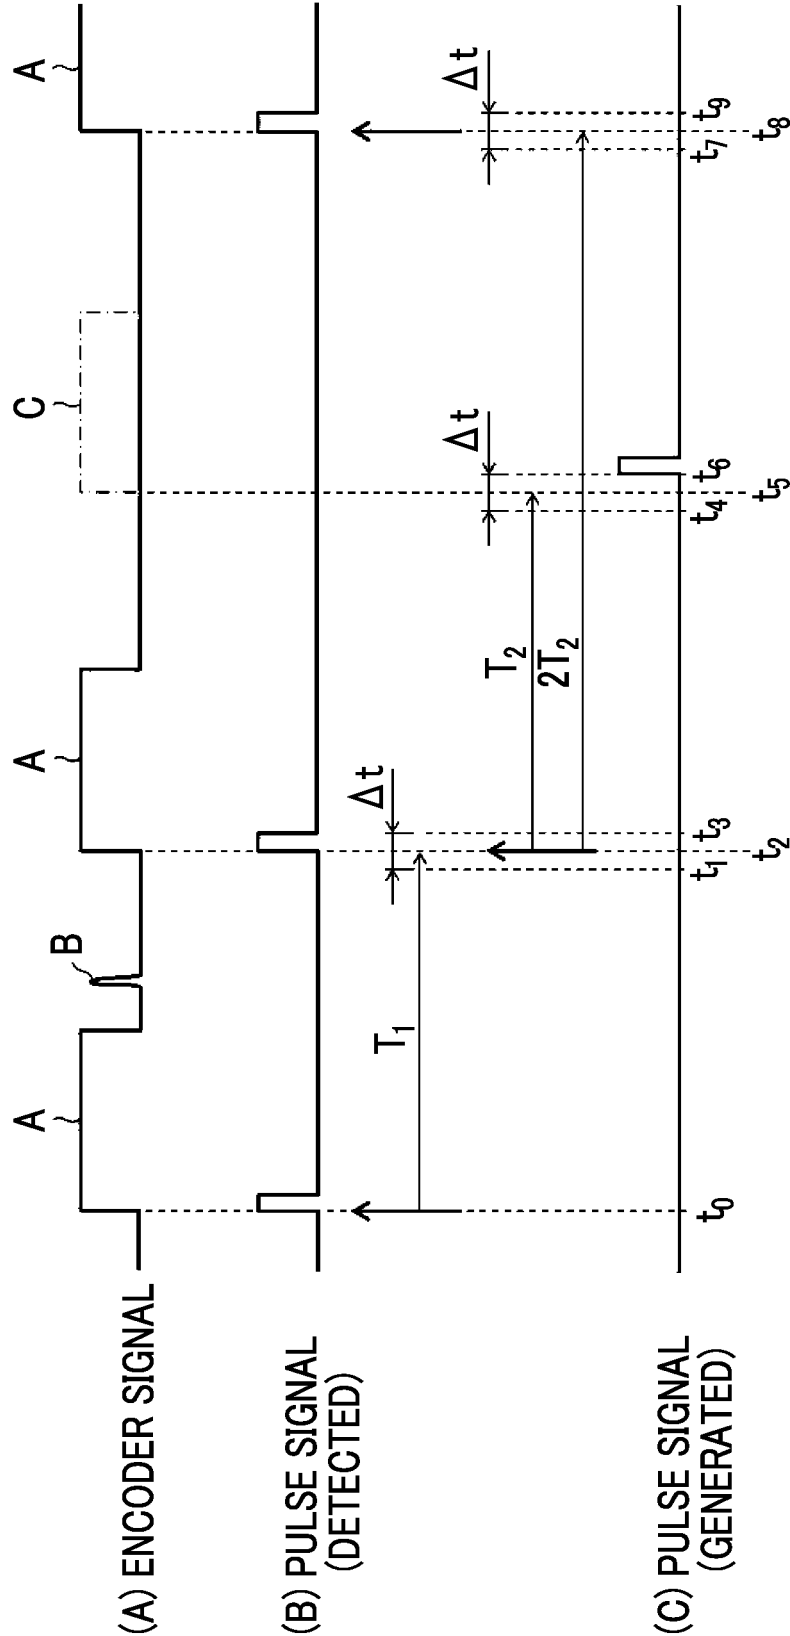 (A) ENCODER SIGNAL
A
B
A
C
A
(B) PULSE SIGNAL
(DETECTED)
T1
Δt
T2
2T2
Δt
Δt
(C) PULSE SIGNAL
(GENERATED)
t0
t1
t2
t3
t4
t5
t6
t7
t8
t9